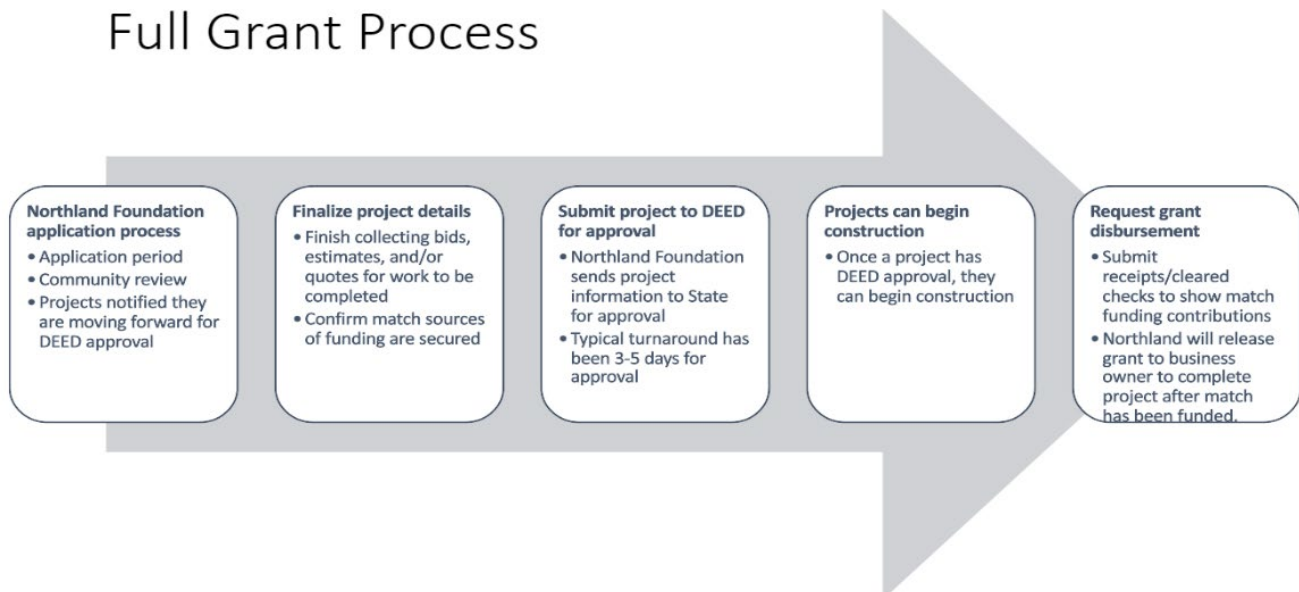 Full Grant Process
Northland Foundation
application process
• Application period
• Community review
• Projects notified they
are moving forward for
DEED approval
Finalize project details
• Finish collecting bids,
estimates, and/or
quotes for work to be
completed
• Confirm match sources
of funding are secured
Submit project to DEED
for approval
• Northland Foundation
sends project
information to State
for approval
• Typical turnaround has
been 3-5 days for
approval
Projects can begin
construction
• Once a project has
DEED approval, they
can begin construction
Request grant
disbursement
• Submit
receipts/cleared
checks to show match
funding contributions
• Northland will release
grant to business
owner to complete
project after match
has been funded.